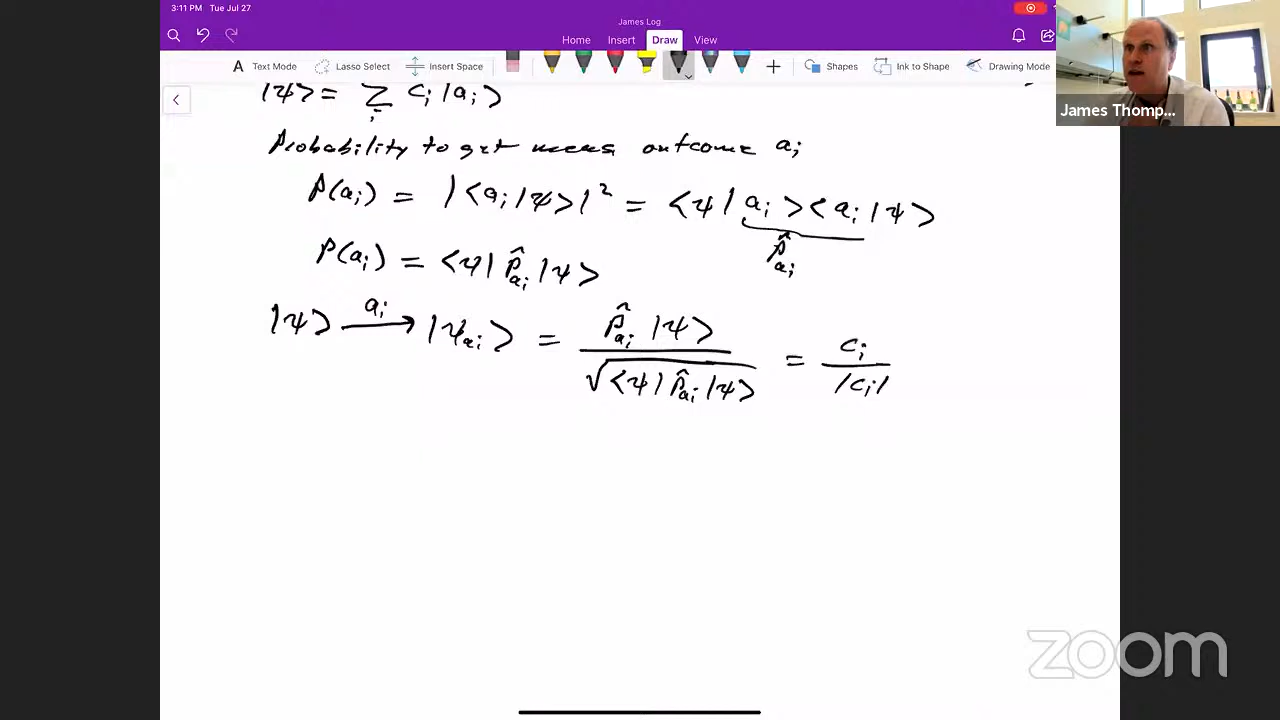 3:11 PM Tue Jul 27
James Log
Home Insert Draw View
Text Mode Lasso Select Insert Space Shapes Ink to Shape Drawing Mode
James Thomp...
|ψ> = Σ_i c_i |a_i>
Probability to get meas outcome a_i
P(a_i) = |<a_i|ψ>|² = <ψ|a_i><a_i|ψ>
P̂_{a_i}
P(a_i) = <ψ| P̂_{a_i} |ψ>
|ψ> —a_i→ |ψ_{a_i}> = P̂_{a_i} |ψ> / √<ψ| P̂_{a_i} |ψ> = c_i / |c_i|
zoom